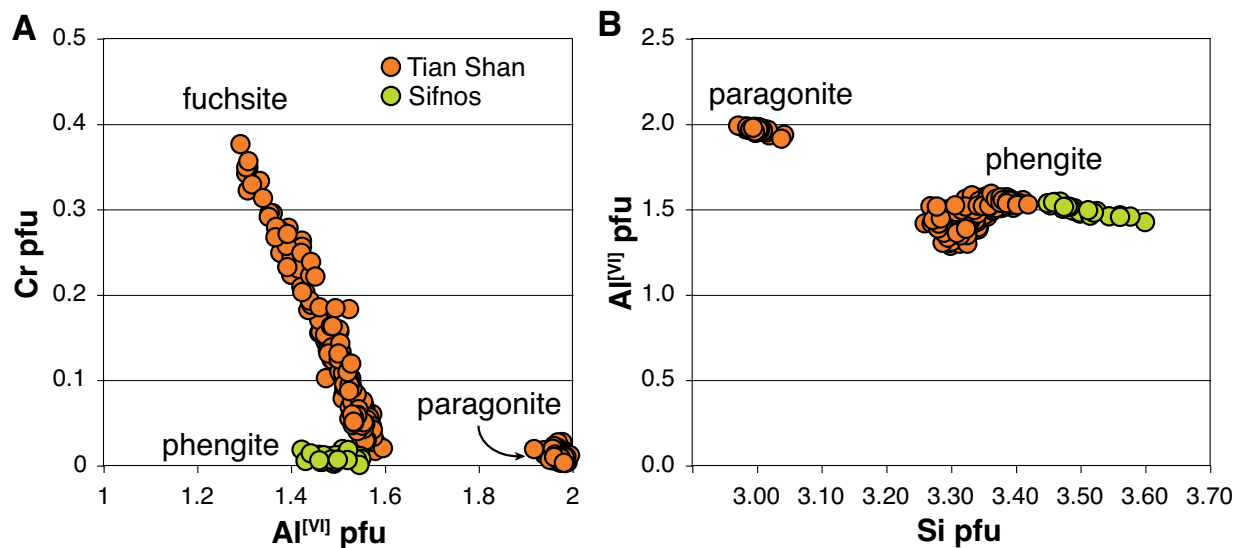 A
0.5
0.4
0.3
0.2
0.1
0
Cr pfu
1
1.2
1.4
1.6
1.8
2
Al[VI] pfu
Tian Shan
Sifnos
fuchsite
phengite
paragonite
B
2.5
2.0
1.5
1.0
0.5
0.0
Al[VI] pfu
3.00
3.10
3.20
3.30
3.40
3.50
3.60
3.70
Si pfu
paragonite
phengite